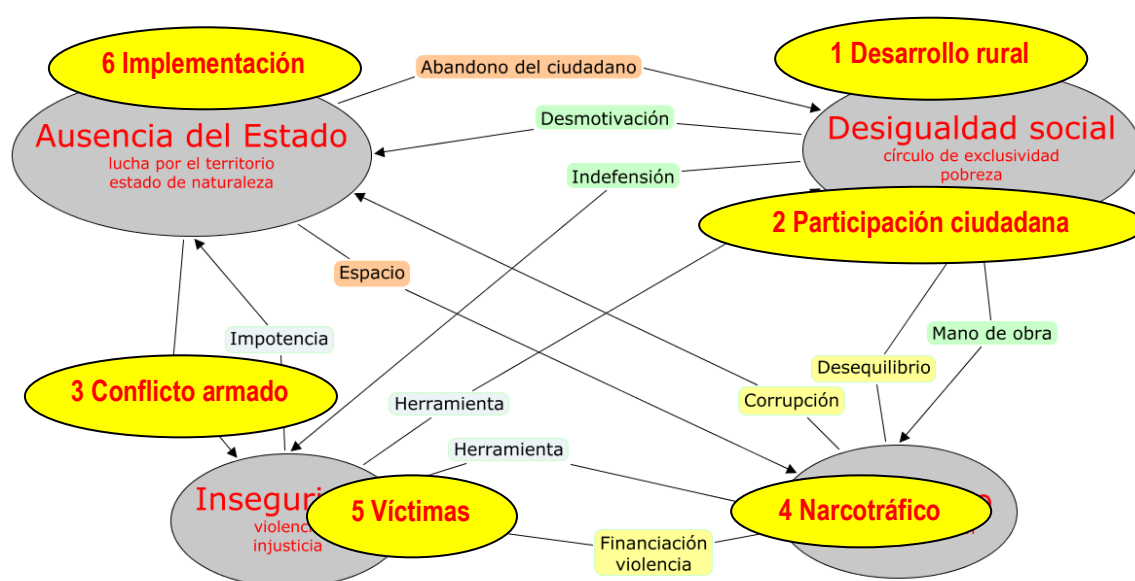 6 Implementación
1 Desarrollo rural
Abandono del ciudadano
Ausencia del Estado
lucha por el territorio
estado de naturaleza
Desmotivación
Desigualdad social
círculo de exclusividad
pobreza
Indefensión
2 Participación ciudadana
Espacio
Impotencia
Mano de obra
Desequilibrio
3 Conflicto armado
Herramienta
Corrupción
Herramienta
5 Víctimas
4 Narcotráfico
injusticia
Financiación
violencia